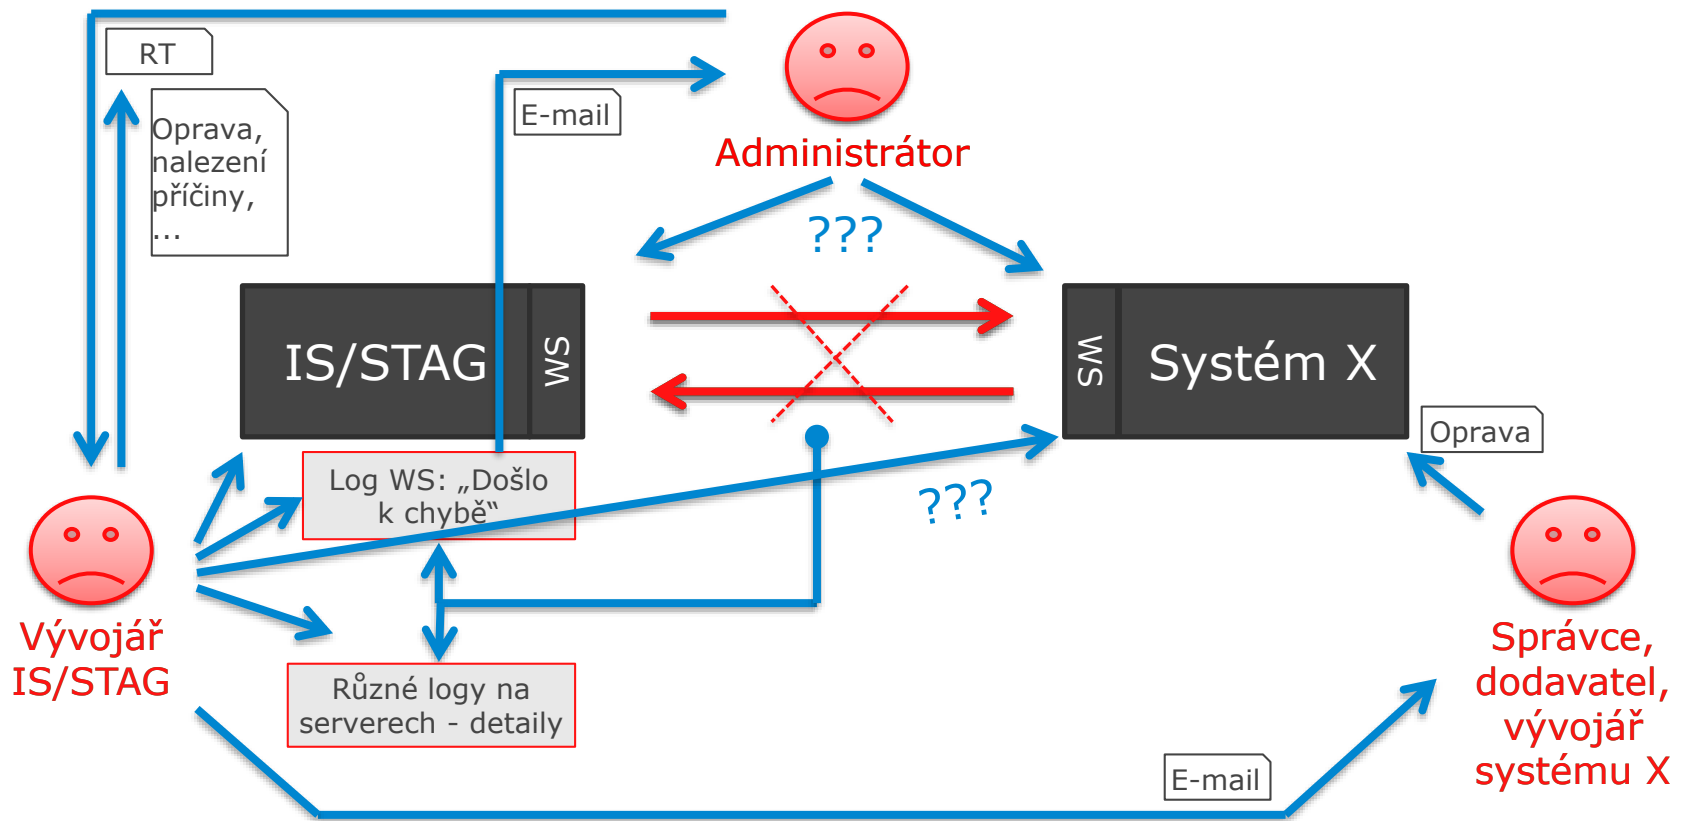 RT
Oprava,
nalezení
příčiny,
...
E-mail
Administrátor
???
IS/STAG
WS
WS
Systém X
Oprava
Log WS: „Došlo
k chybě“
???
Vývojář
IS/STAG
Různé logy na
serverech - detaily
Správce,
dodavatel,
vývojář
systému X
E-mail